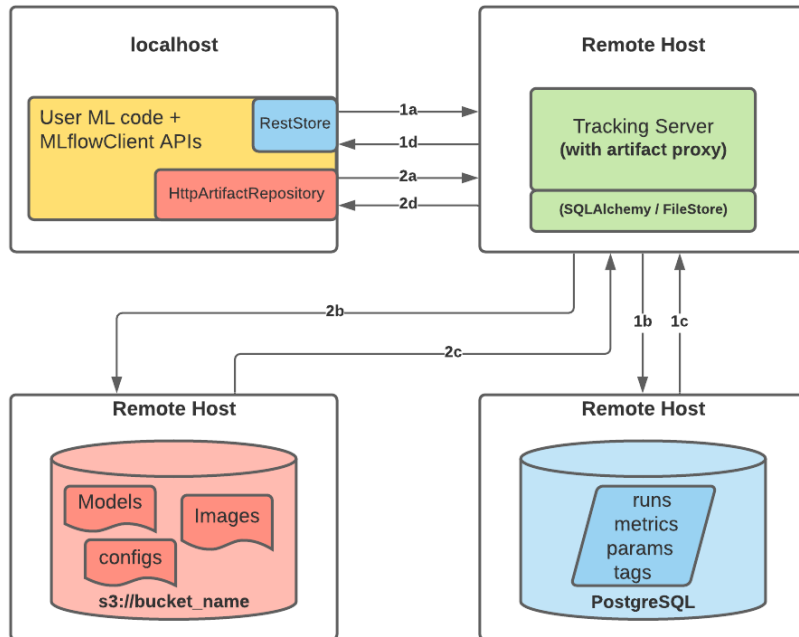 localhost
User ML code +
MLflowClient APIs
RestStore
HttpArtifactRepository
1a
1d
2a
2d
Remote Host
Tracking Server
(with artifact proxy)
(SQLAlchemy / FileStore)
2b
2c
1b
1c
Remote Host
Models
Images
configs
s3://bucket_name
Remote Host
runs
metrics
params
tags
PostgreSQL